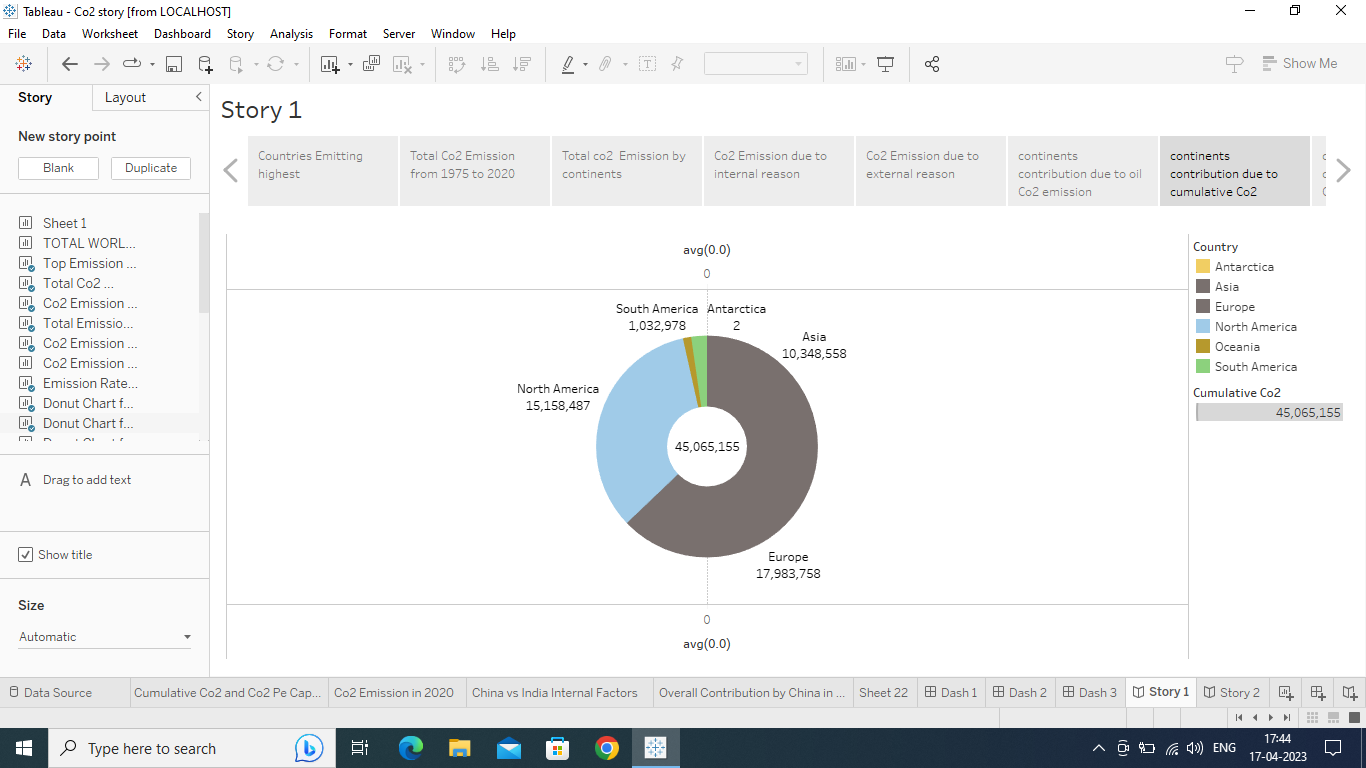 Tableau - Co2 story [from LOCALHOST]
File Data Worksheet Dashboard Story Analysis Format Server Window Help
Show Me
Story
Layout
New story point
Blank
Duplicate
Sheet 1
TOTAL WORL...
Top Emission ...
Total Co2 ...
Co2 Emission ...
Total Emissio...
Co2 Emission ...
Co2 Emission ...
Emission Rate...
Donut Chart f...
Donut Chart f...
A Drag to add text
Show title
Size
Automatic
Story 1
Countries Emitting
highest
Total Co2 Emission
from 1975 to 2020
Total co2 Emission by
continents
Co2 Emission due to
internal reason
Co2 Emission due to
external reason
continents
contribution due to oil
Co2 emission
continents
contribution due to
cumulative Co2
avg(0.0)
0
South America
1,032,978
Antarctica
2
Asia
10,348,558
North America
15,158,487
45,065,155
Europe
17,983,758
0
avg(0.0)
Country
Antarctica
Asia
Europe
North America
Oceania
South America
Cumulative Co2
45,065,155
Data Source
Cumulative Co2 and Co2 Pe Cap...
Co2 Emission in 2020
China vs India Internal Factors
Overall Contribution by China in ...
Sheet 22
Dash 1
Dash 2
Dash 3
Story 1
Story 2
Type here to search
ENG
17:44
17-04-2023